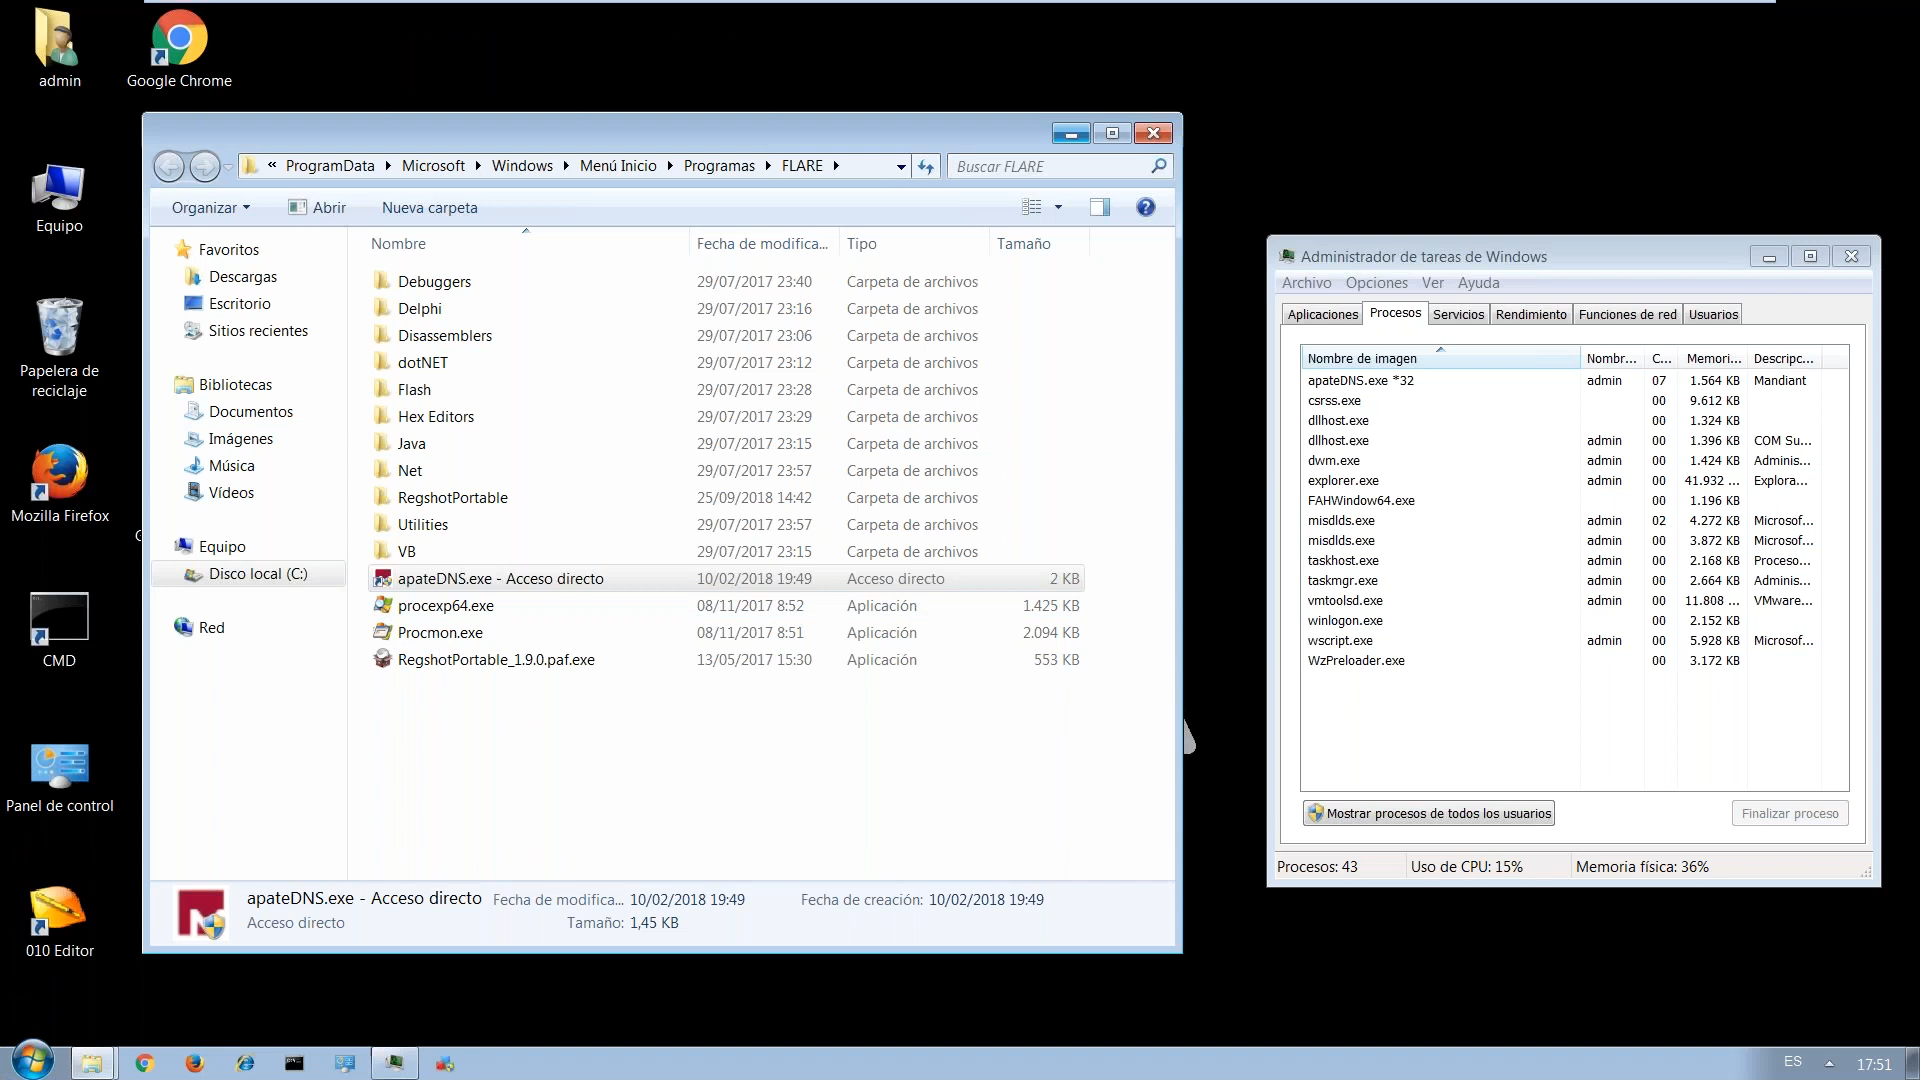 admin
Google Chrome
Equipo
Papelera de
reciclaje
Mozilla Firefox
CMD
Panel de control
010 Editor
« ProgramData Microsoft Windows Menú Inicio Programas FLARE
Buscar FLARE
Organizar Abrir Nueva carpeta
Favoritos
Descargas
Escritorio
Sitios recientes
Bibliotecas
Documentos
Imágenes
Música
Vídeos
Equipo
Disco local (C:)
Red
Nombre Fecha de modifica... Tipo Tamaño
Debuggers 29/07/2017 23:40 Carpeta de archivos
Delphi 29/07/2017 23:16 Carpeta de archivos
Disassemblers 29/07/2017 23:06 Carpeta de archivos
dotNET 29/07/2017 23:12 Carpeta de archivos
Flash 29/07/2017 23:28 Carpeta de archivos
Hex Editors 29/07/2017 23:29 Carpeta de archivos
Java 29/07/2017 23:15 Carpeta de archivos
Net 29/07/2017 23:57 Carpeta de archivos
RegshotPortable 25/09/2018 14:42 Carpeta de archivos
Utilities 29/07/2017 23:57 Carpeta de archivos
VB 29/07/2017 23:15 Carpeta de archivos
apateDNS.exe - Acceso directo 10/02/2018 19:49 Acceso directo 2 KB
procexp64.exe 08/11/2017 8:52 Aplicación 1.425 KB
Procmon.exe 08/11/2017 8:51 Aplicación 2.094 KB
RegshotPortable_1.9.0.paf.exe 13/05/2017 15:30 Aplicación 553 KB
apateDNS.exe - Acceso directo Fecha de modifica... 10/02/2018 19:49 Fecha de creación: 10/02/2018 19:49
Acceso directo Tamaño: 1,45 KB
Administrador de tareas de Windows
Archivo Opciones Ver Ayuda
Aplicaciones Procesos Servicios Rendimiento Funciones de red Usuarios
Nombre de imagen Nombr... C... Memori... Descripc...
apateDNS.exe *32 admin 07 1.564 KB Mandiant
csrss.exe 00 9.612 KB
dllhost.exe 00 1.324 KB
dllhost.exe admin 00 1.396 KB COM Su...
dwm.exe admin 00 1.424 KB Adminis...
explorer.exe admin 00 41.932 ... Explora...
FAHWindow64.exe 00 1.196 KB
misdlds.exe admin 02 4.272 KB Microsof...
misdlds.exe admin 00 3.872 KB Microsof...
taskhost.exe admin 00 2.168 KB Proceso...
taskmgr.exe admin 00 2.664 KB Adminis...
vmtoolsd.exe admin 00 11.808 ... VMware...
winlogon.exe 00 2.152 KB
wscript.exe admin 00 5.928 KB Microsof...
WzPreloader.exe 00 3.172 KB
Mostrar procesos de todos los usuarios Finalizar proceso
Procesos: 43 Uso de CPU: 15% Memoria física: 36%
ES 17:51